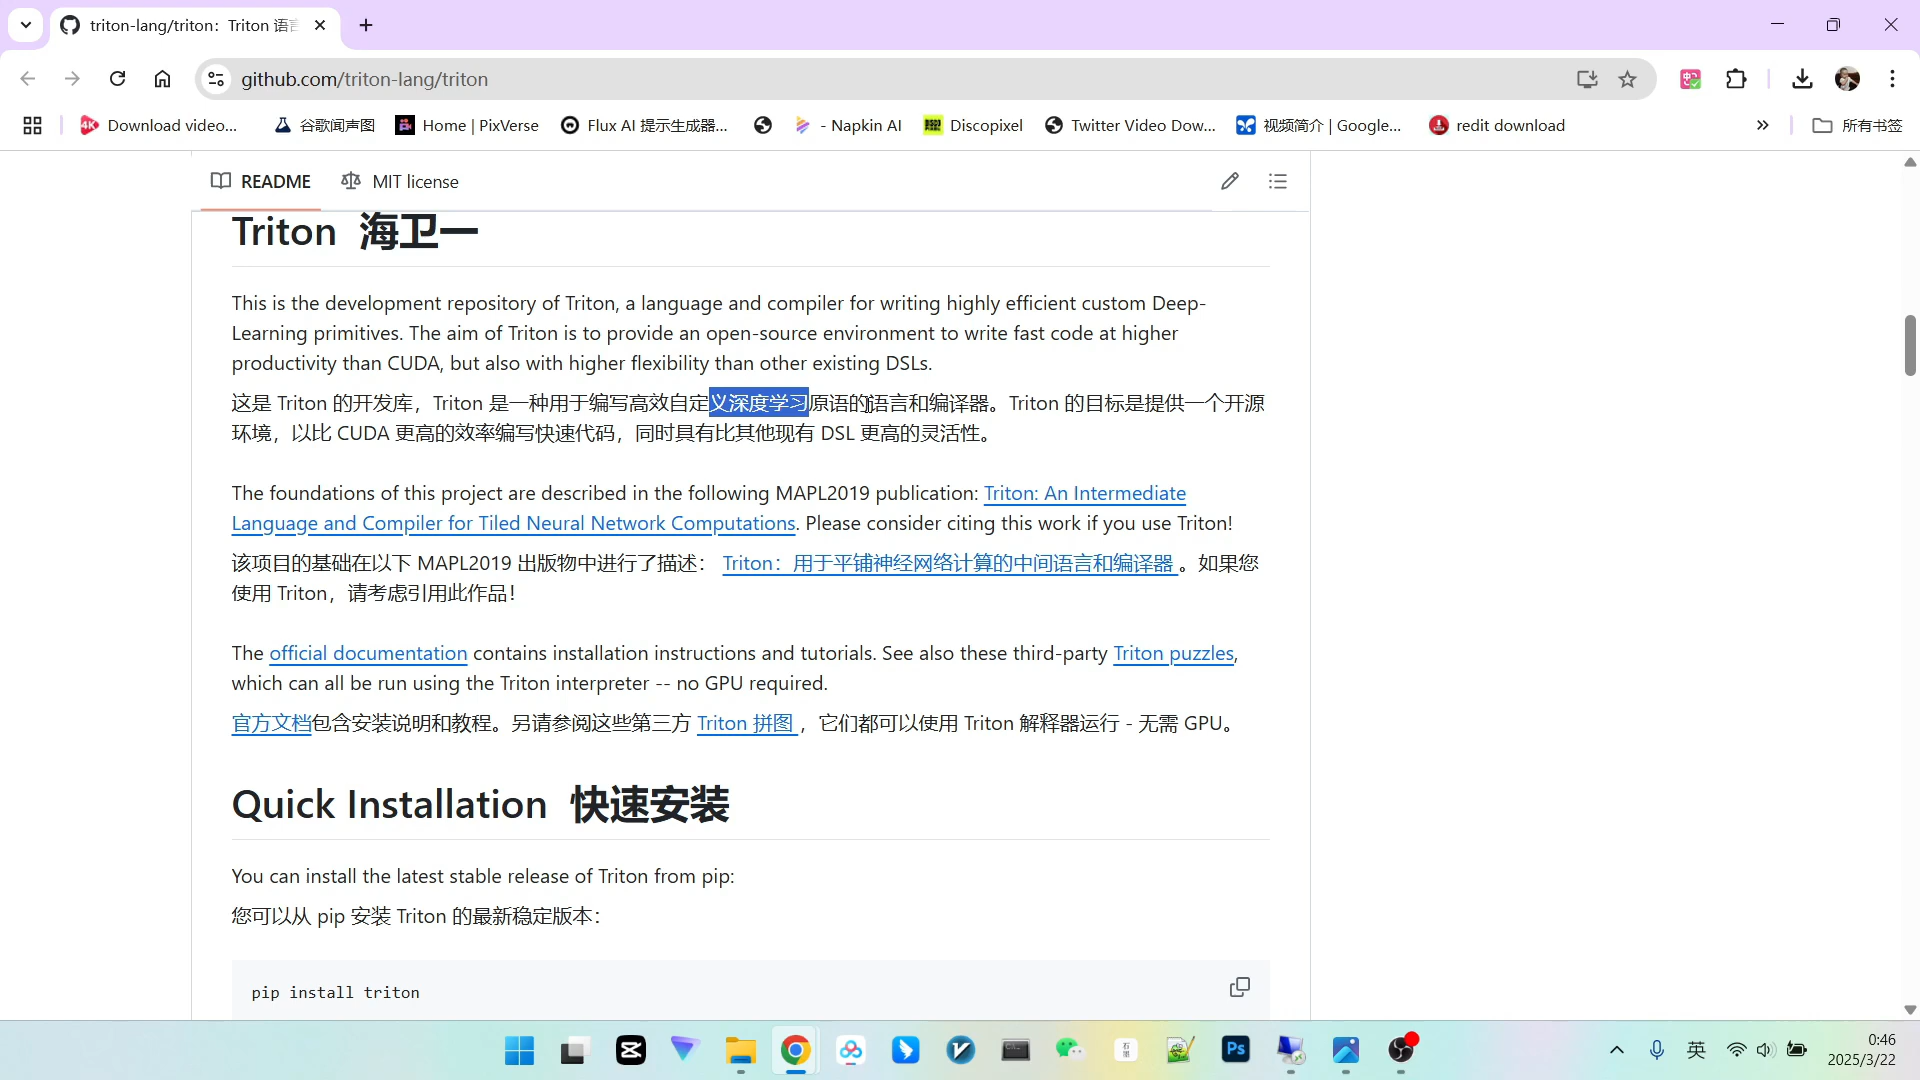 triton-lang/triton: Triton 语言
github.com/triton-lang/triton
4K Download video... 谷歌闻声图 Home | PixVerse Flux AI 提示生成器... - Napkin AI Discopixel Twitter Video Dow... 视频简介 | Google... redit download 所有书签
README MIT license
Triton 海卫一
This is the development repository of Triton, a language and compiler for writing highly efficient custom Deep-
Learning primitives. The aim of Triton is to provide an open-source environment to write fast code at higher
productivity than CUDA, but also with higher flexibility than other existing DSLs.
这是 Triton 的开发库，Triton 是一种用于编写高效自定义深度学习原语的语言和编译器。Triton 的目标是提供一个开源
环境，以比 CUDA 更高的效率编写快速代码，同时具有比其他现有 DSL 更高的灵活性。
The foundations of this project are described in the following MAPL2019 publication: Triton: An Intermediate
Language and Compiler for Tiled Neural Network Computations. Please consider citing this work if you use Triton!
该项目的基础在以下 MAPL2019 出版物中进行了描述： Triton：用于平铺神经网络计算的中间语言和编译器 。如果您
使用 Triton，请考虑引用此作品！
The official documentation contains installation instructions and tutorials. See also these third-party Triton puzzles,
which can all be run using the Triton interpreter -- no GPU required.
官方文档包含安装说明和教程。另请参阅这些第三方 Triton 拼图 ，它们都可以使用 Triton 解释器运行 - 无需 GPU。
Quick Installation 快速安装
You can install the latest stable release of Triton from pip:
您可以从 pip 安装 Triton 的最新稳定版本：
pip install triton
Ps
英
0:46
2025/3/22